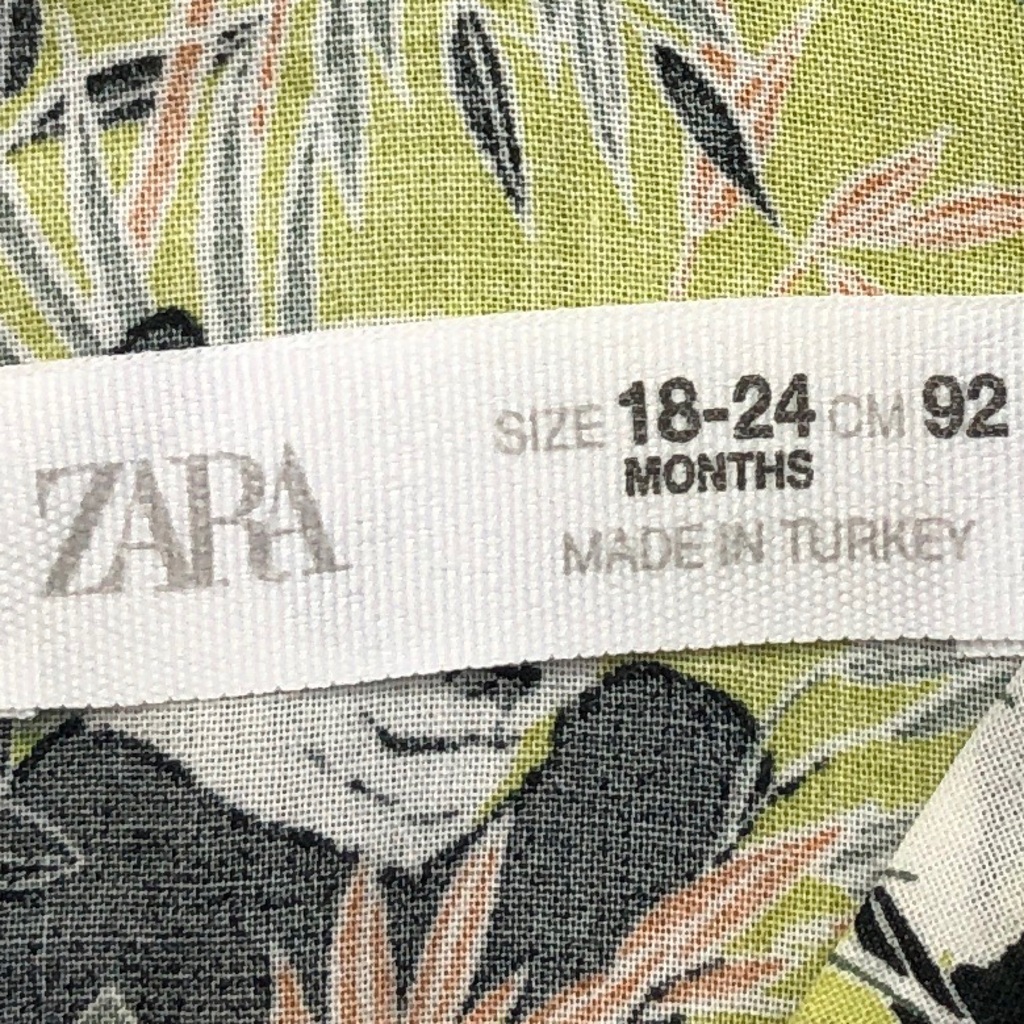 ZARA
SIZE 18-24 CM 92
MONTHS
MADE IN TURKEY